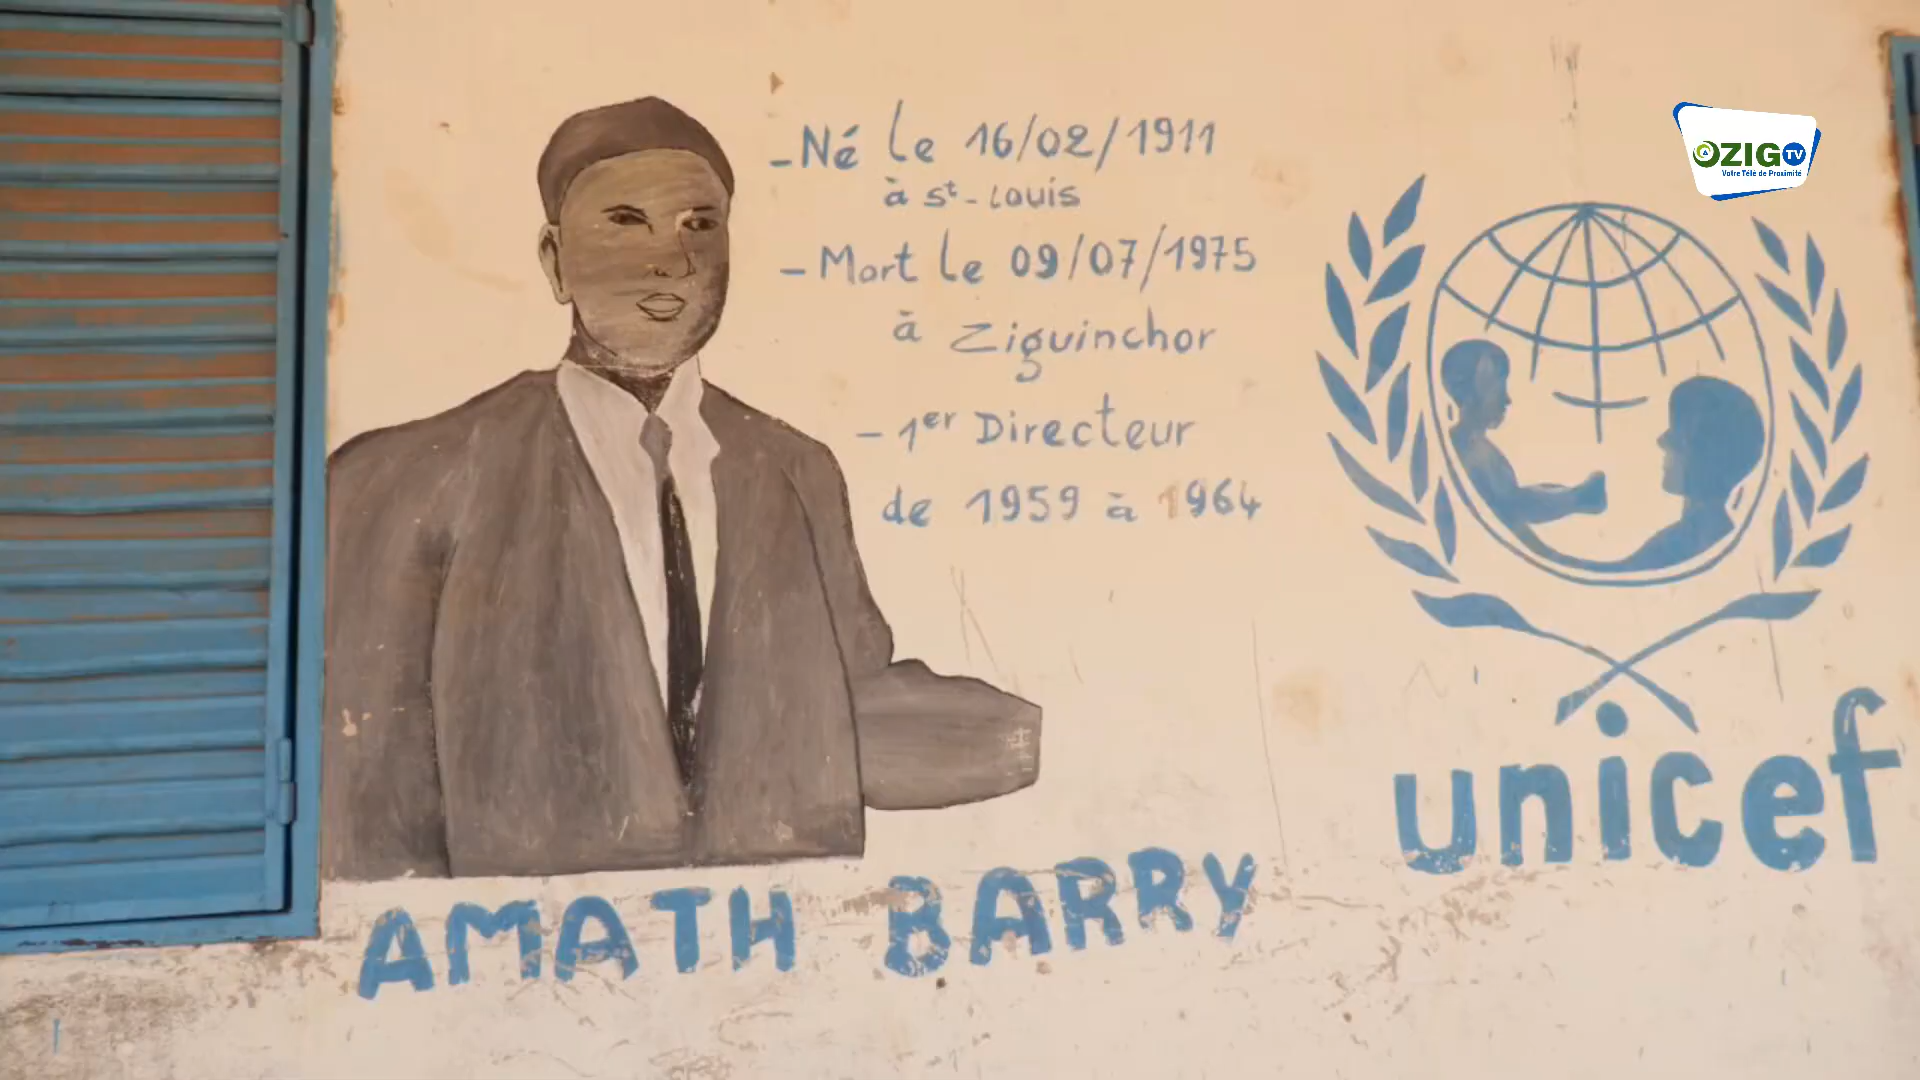 - Né le 16/02/1911
à St-Louis
- Mort le 09/07/1975
à Ziguinchor
- 1er Directeur
de 1959 à 1964
AMATH BARRY
unicef
OZIG TV
Votre Télé de Proximité